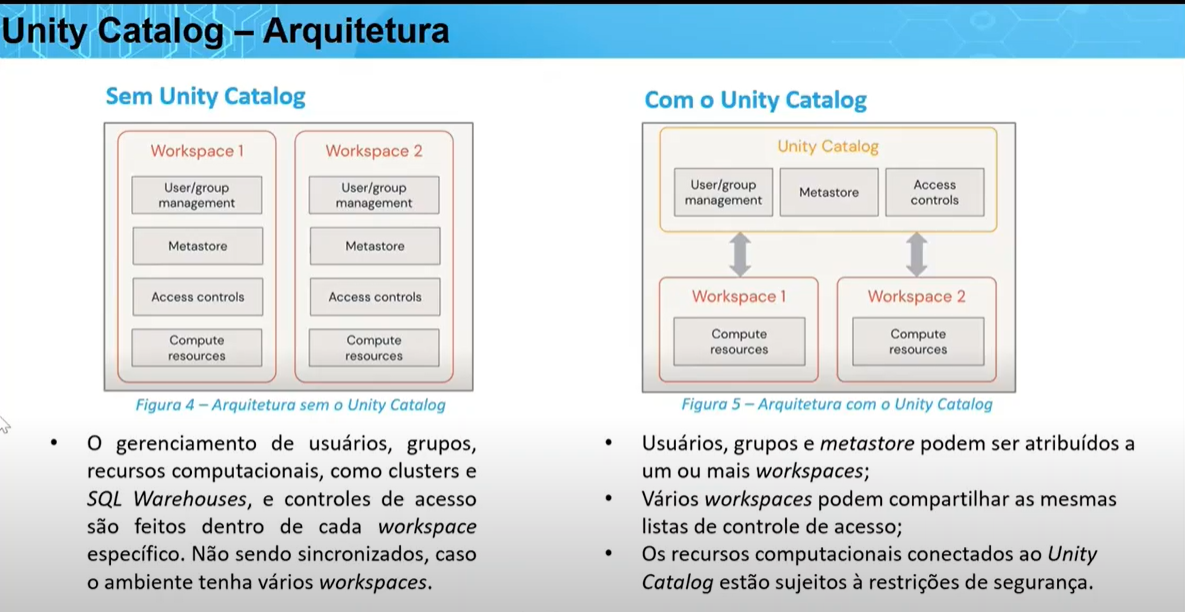 Unity Catalog – Arquitetura
Sem Unity Catalog
Workspace 1
User/group
management
Metastore
Access controls
Compute
resources
Workspace 2
User/group
management
Metastore
Access controls
Compute
resources
Figura 4 – Arquitetura sem o Unity Catalog
• O gerenciamento de usuários, grupos,
recursos computacionais, como clusters e
SQL Warehouses, e controles de acesso
são feitos dentro de cada workspace
específico. Não sendo sincronizados, caso
o ambiente tenha vários workspaces.
Com o Unity Catalog
Unity Catalog
User/group
management
Metastore
Access
controls
Workspace 1
Compute
resources
Workspace 2
Compute
resources
Figura 5 – Arquitetura com o Unity Catalog
• Usuários, grupos e metastore podem ser atribuídos a
um ou mais workspaces;
• Vários workspaces podem compartilhar as mesmas
listas de controle de acesso;
• Os recursos computacionais conectados ao Unity
Catalog estão sujeitos à restrições de segurança.